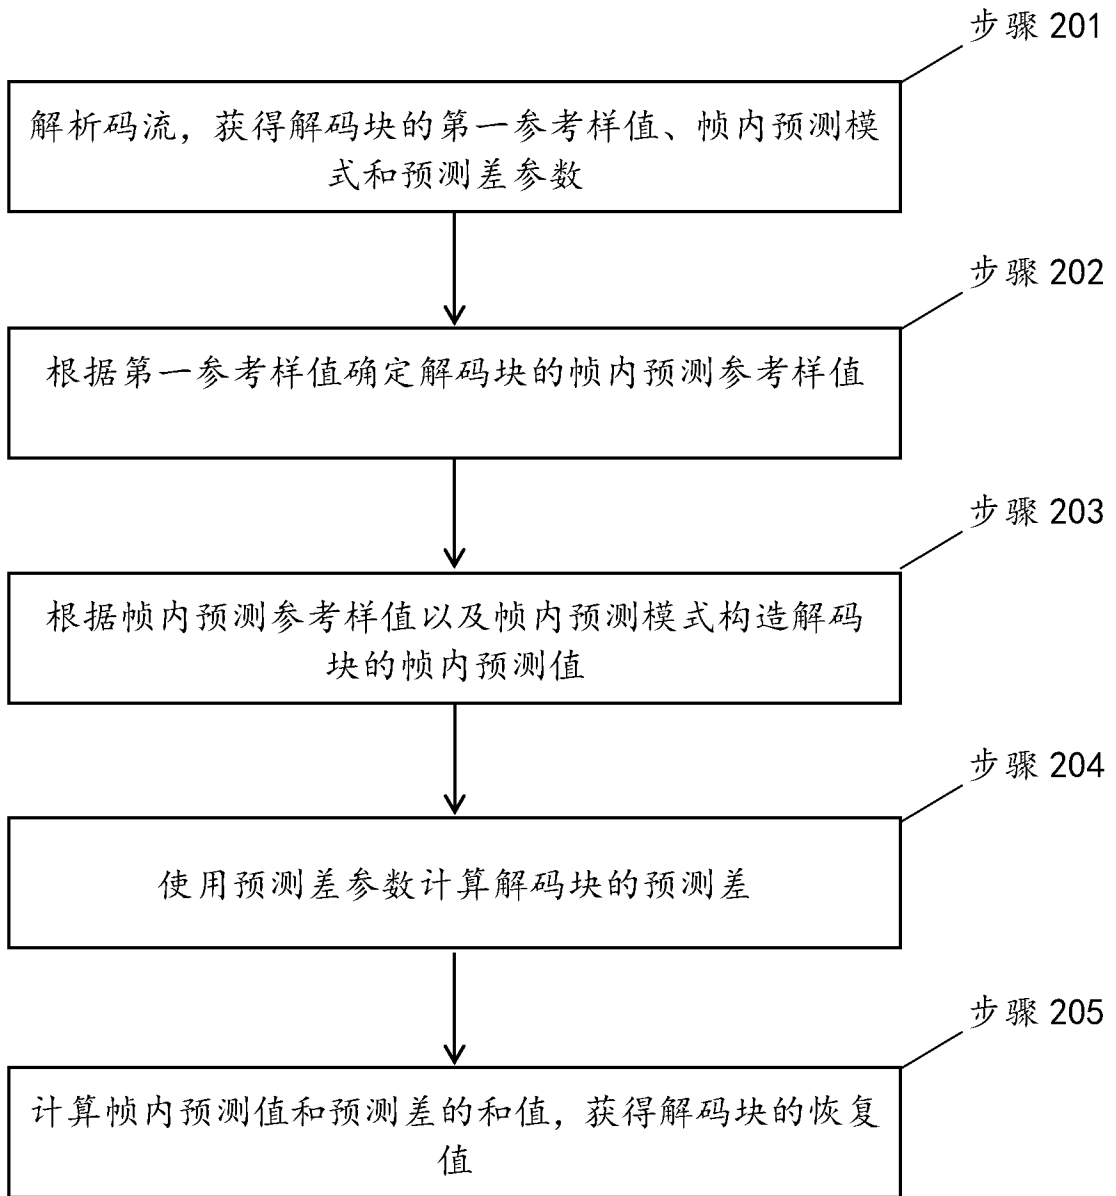 步骤 201
解析码流，获得解码块的第一参考样值、帧内预测模
式和预测差参数
步骤 202
根据第一参考样值确定解码块的帧内预测参考样值
步骤 203
根据帧内预测参考样值以及帧内预测模式构造解码
块的帧内预测值
步骤 204
使用预测差参数计算解码块的预测差
步骤 205
计算帧内预测值和预测差的和值，获得解码块的恢复
值